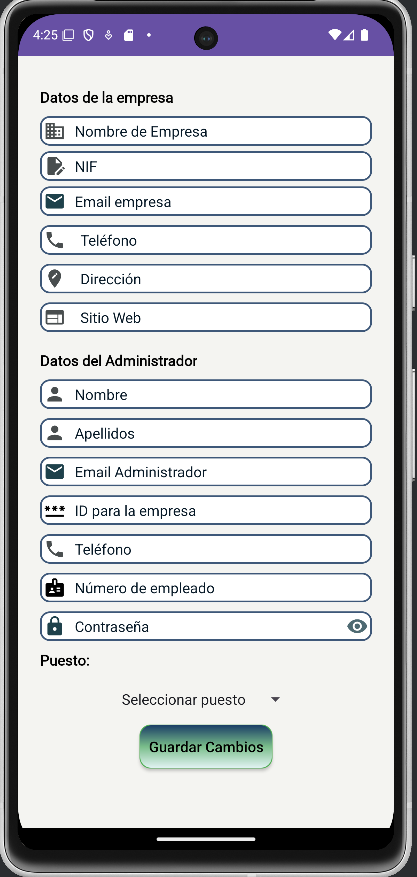 4:25
Datos de la empresa
Nombre de Empresa
NIF
Email empresa
Teléfono
Dirección
Sitio Web
Datos del Administrador
Nombre
Apellidos
Email Administrador
*** ID para la empresa
Teléfono
Número de empleado
Contraseña
Puesto:
Seleccionar puesto
Guardar Cambios